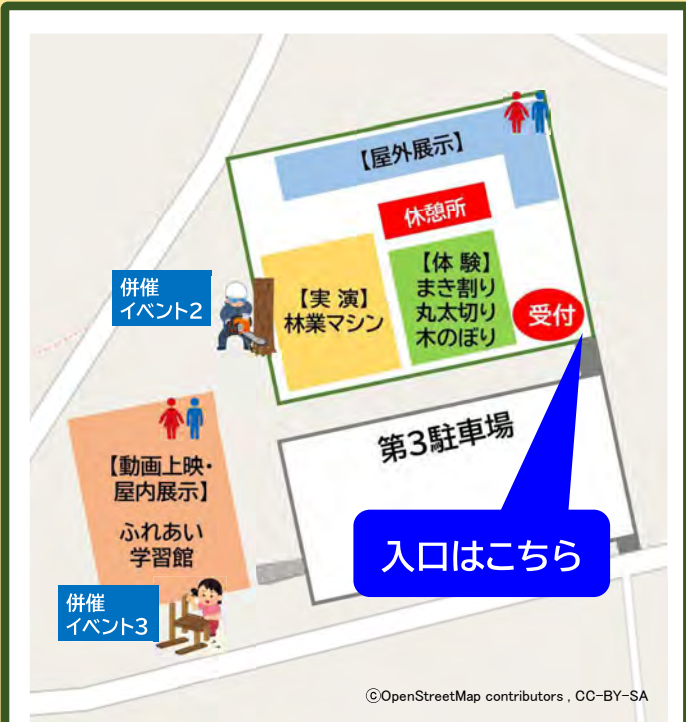 【屋外展示】
休憩所
【体 験】
まき割り
丸太切り
木のぼり
【実 演】
林業マシン
受付
併催
イベント2
第3駐車場
【動画上映・
屋内展示】
ふれあい
学習館
入口はこちら
併催
イベント3
ⓒOpenStreetMap contributors , CC-BY-SA